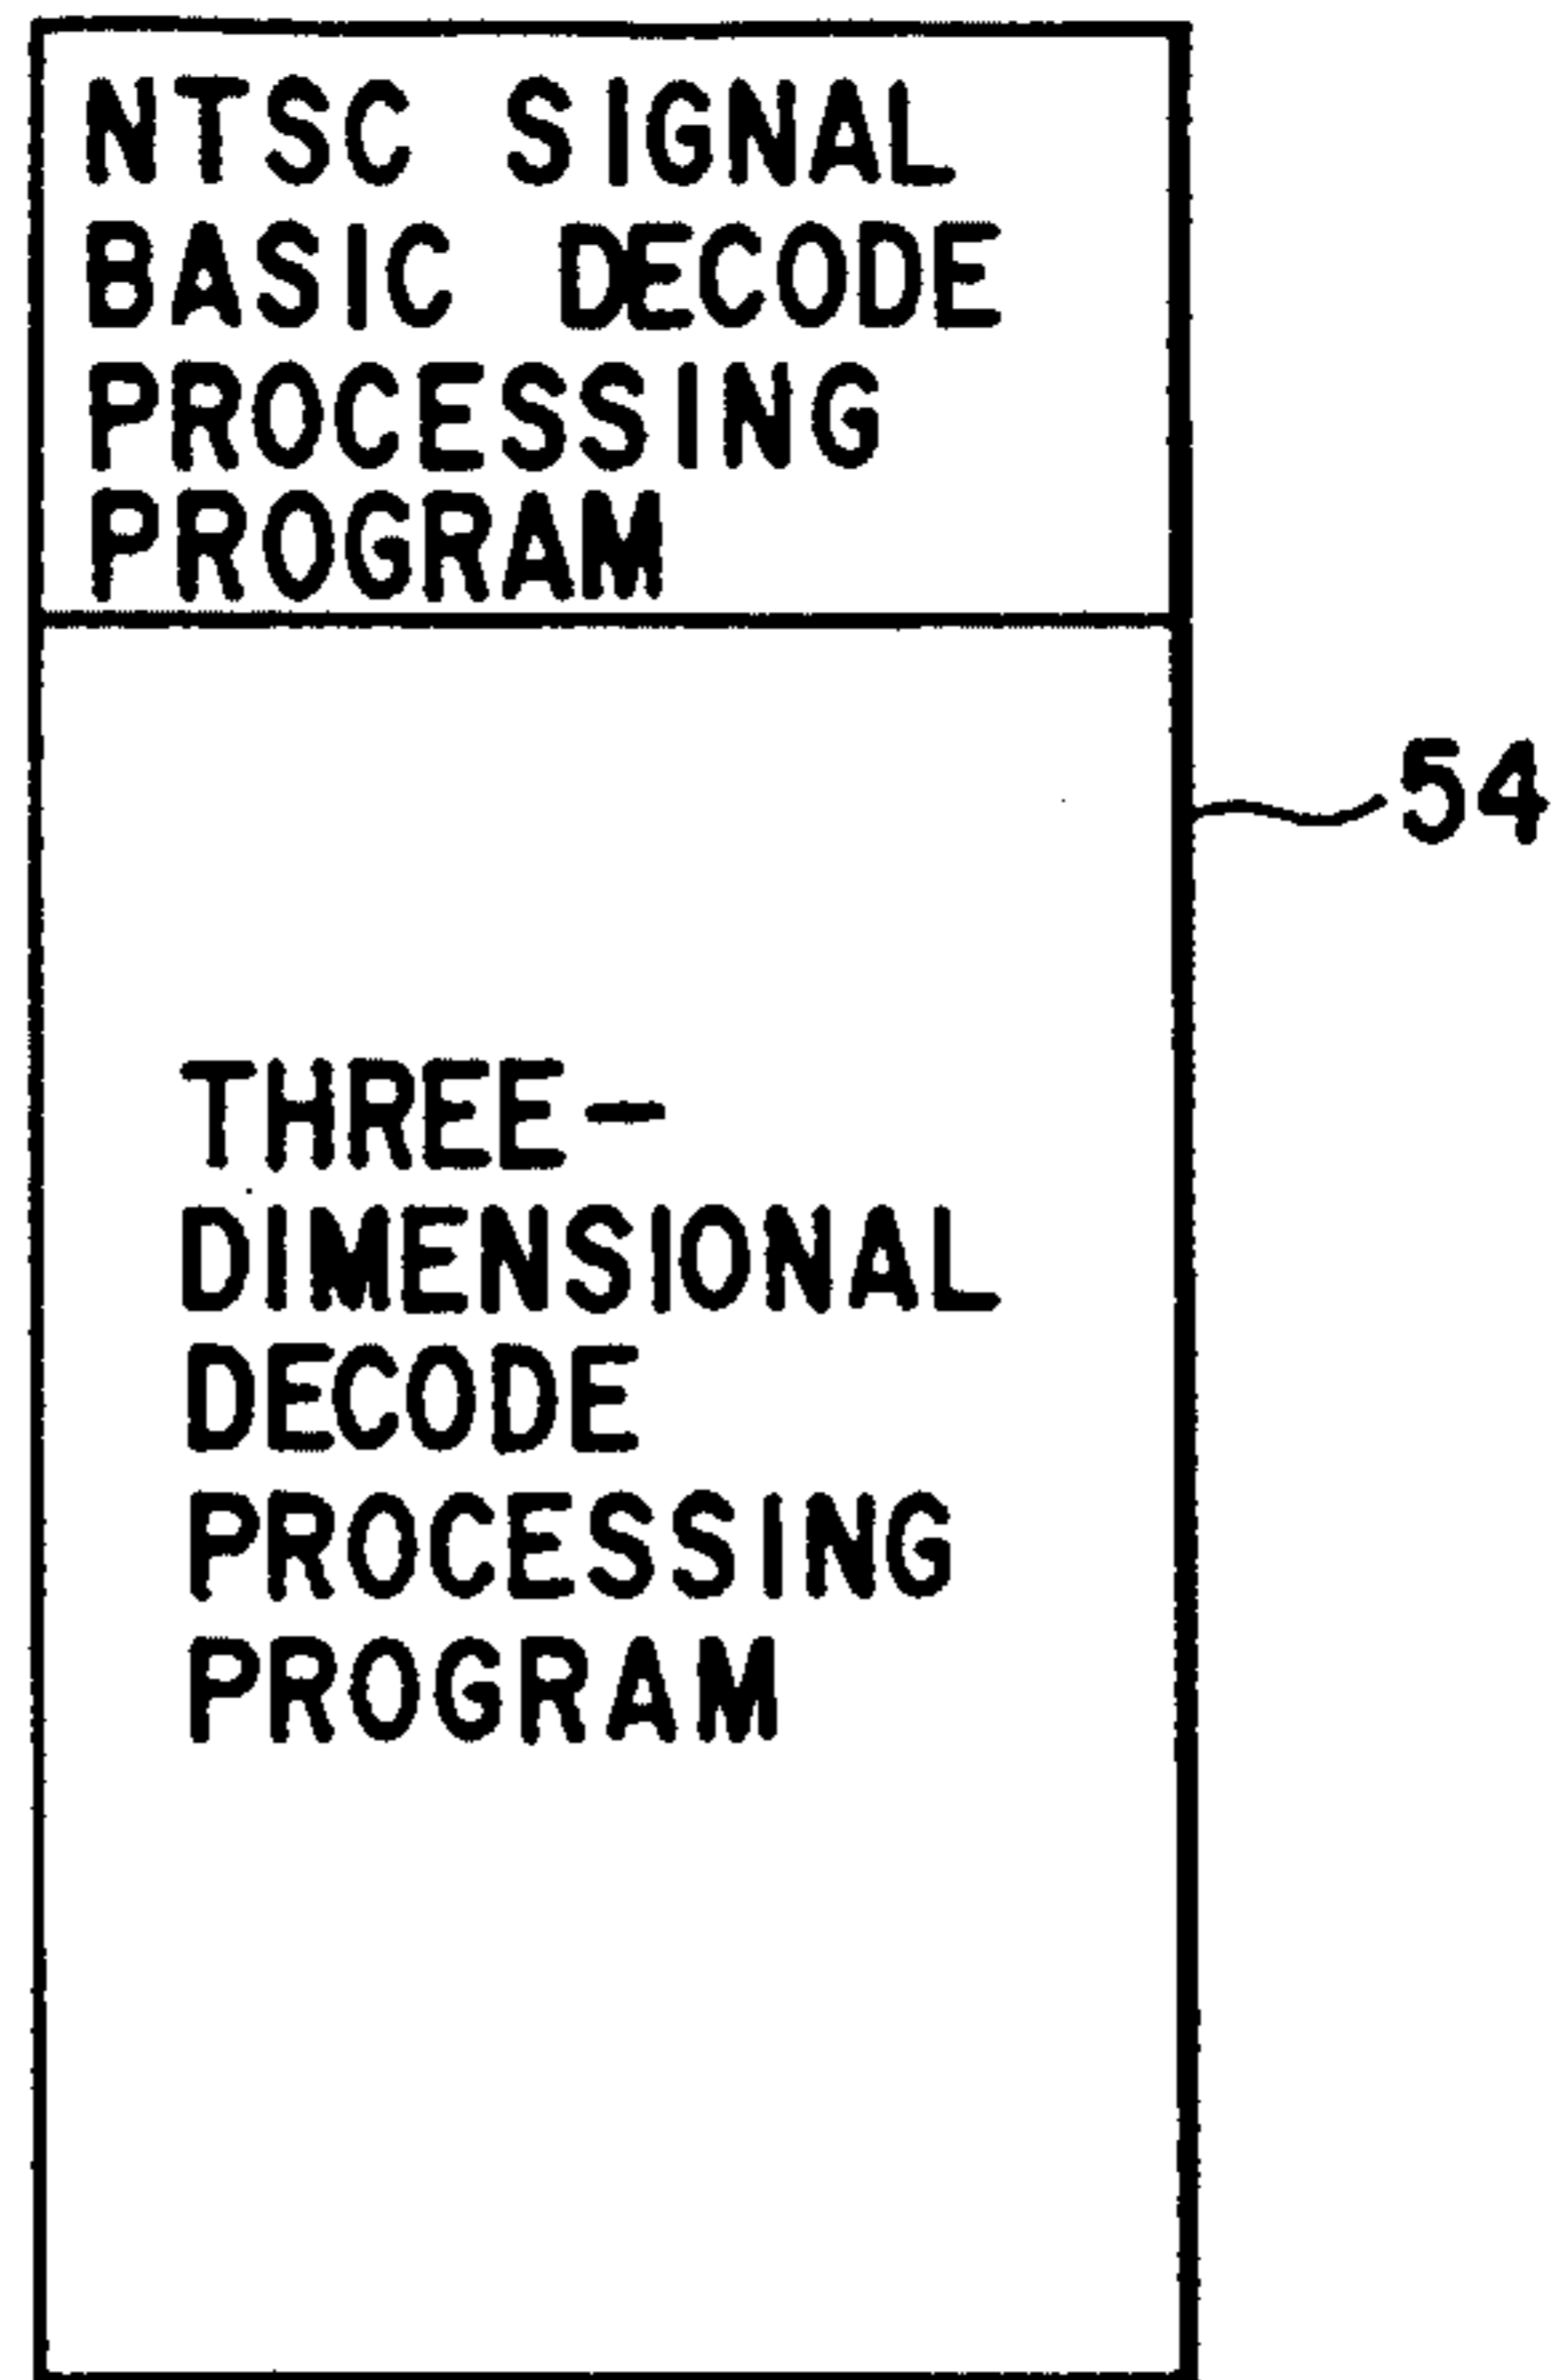 NTSC SIGNAL
BASIC DECODE
PROCESSING
PROGRAM
54
THREE-
DIMENSIONAL
DECODE
PROCESSING
PROGRAM